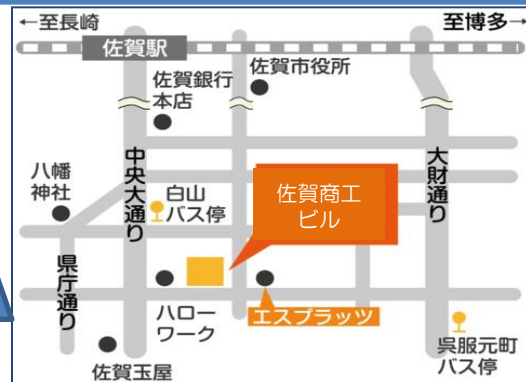 ←至長崎
至博多→
佐賀駅
佐賀銀行
本店
佐賀市役所
八幡
神社
中央大通り
白山
バス停
佐賀商工
ビル
大財通り
県庁通り
ハロー
ワーク
エスプラッツ
呉服元町
バス停
佐賀玉屋